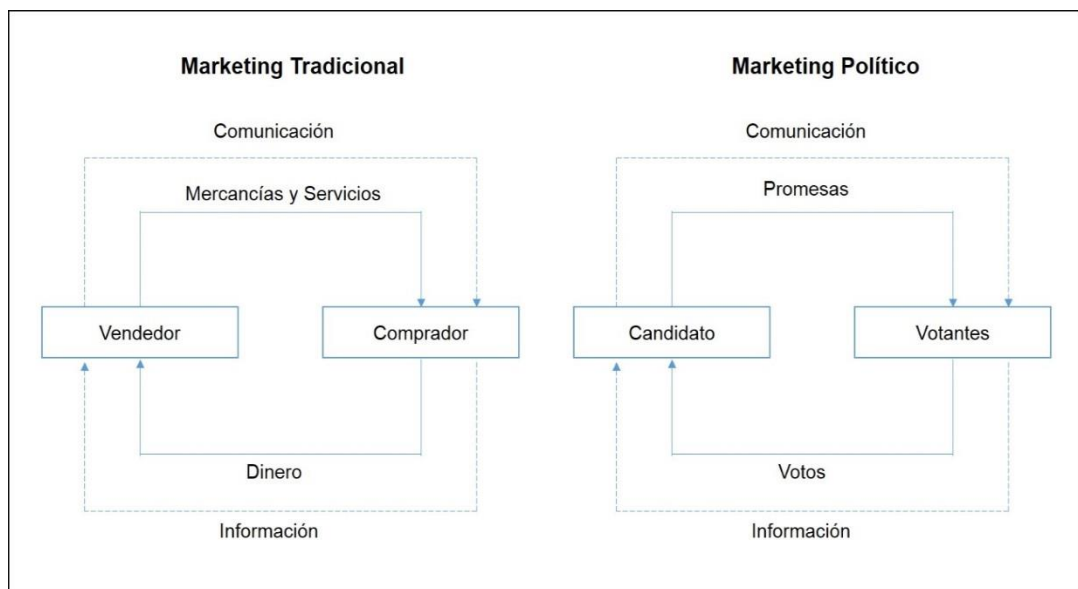 Marketing Tradicional
Comunicación
Mercancías y Servicios
Vendedor
Comprador
Dinero
Información
Marketing Político
Comunicación
Promesas
Candidato
Votantes
Votos
Información